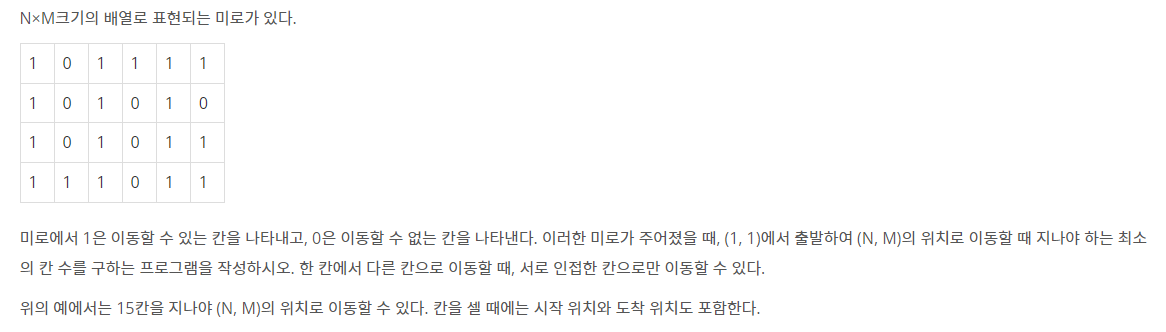 N×M크기의 배열로 표현되는 미로가 있다.
1 0 1 1 1 1
1 0 1 0 1 0
1 0 1 0 1 1
1 1 1 0 1 1
미로에서 1은 이동할 수 있는 칸을 나타내고, 0은 이동할 수 없는 칸을 나타낸다. 이러한 미로가 주어졌을 때, (1, 1)에서 출발하여 (N, M)의 위치로 이동할 때 지나야 하는 최소
의 칸 수를 구하는 프로그램을 작성하시오. 한 칸에서 다른 칸으로 이동할 때, 서로 인접한 칸으로만 이동할 수 있다.
위의 예에서는 15칸을 지나야 (N, M)의 위치로 이동할 수 있다. 칸을 셀 때에는 시작 위치와 도착 위치도 포함한다.